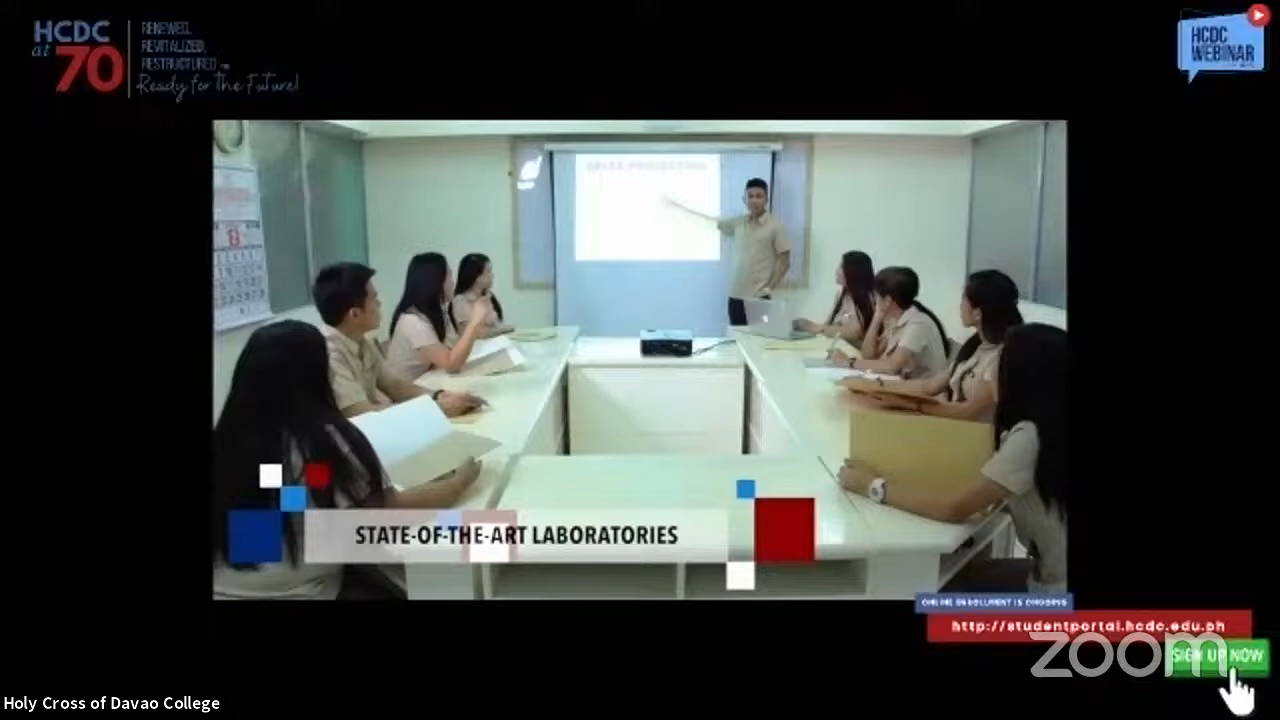 HCDC
at
70
RENEWED,
REVITALIZED,
RESTRUCTURED
Ready for the Future!
HCDC
WEBINAR
STATE-OF-THE-ART LABORATORIES
ONLINE ENROLLMENT IS ONGOING
http://studentportal.hcdc.edu.ph
zoom
SIGN UP NOW
Holy Cross of Davao College